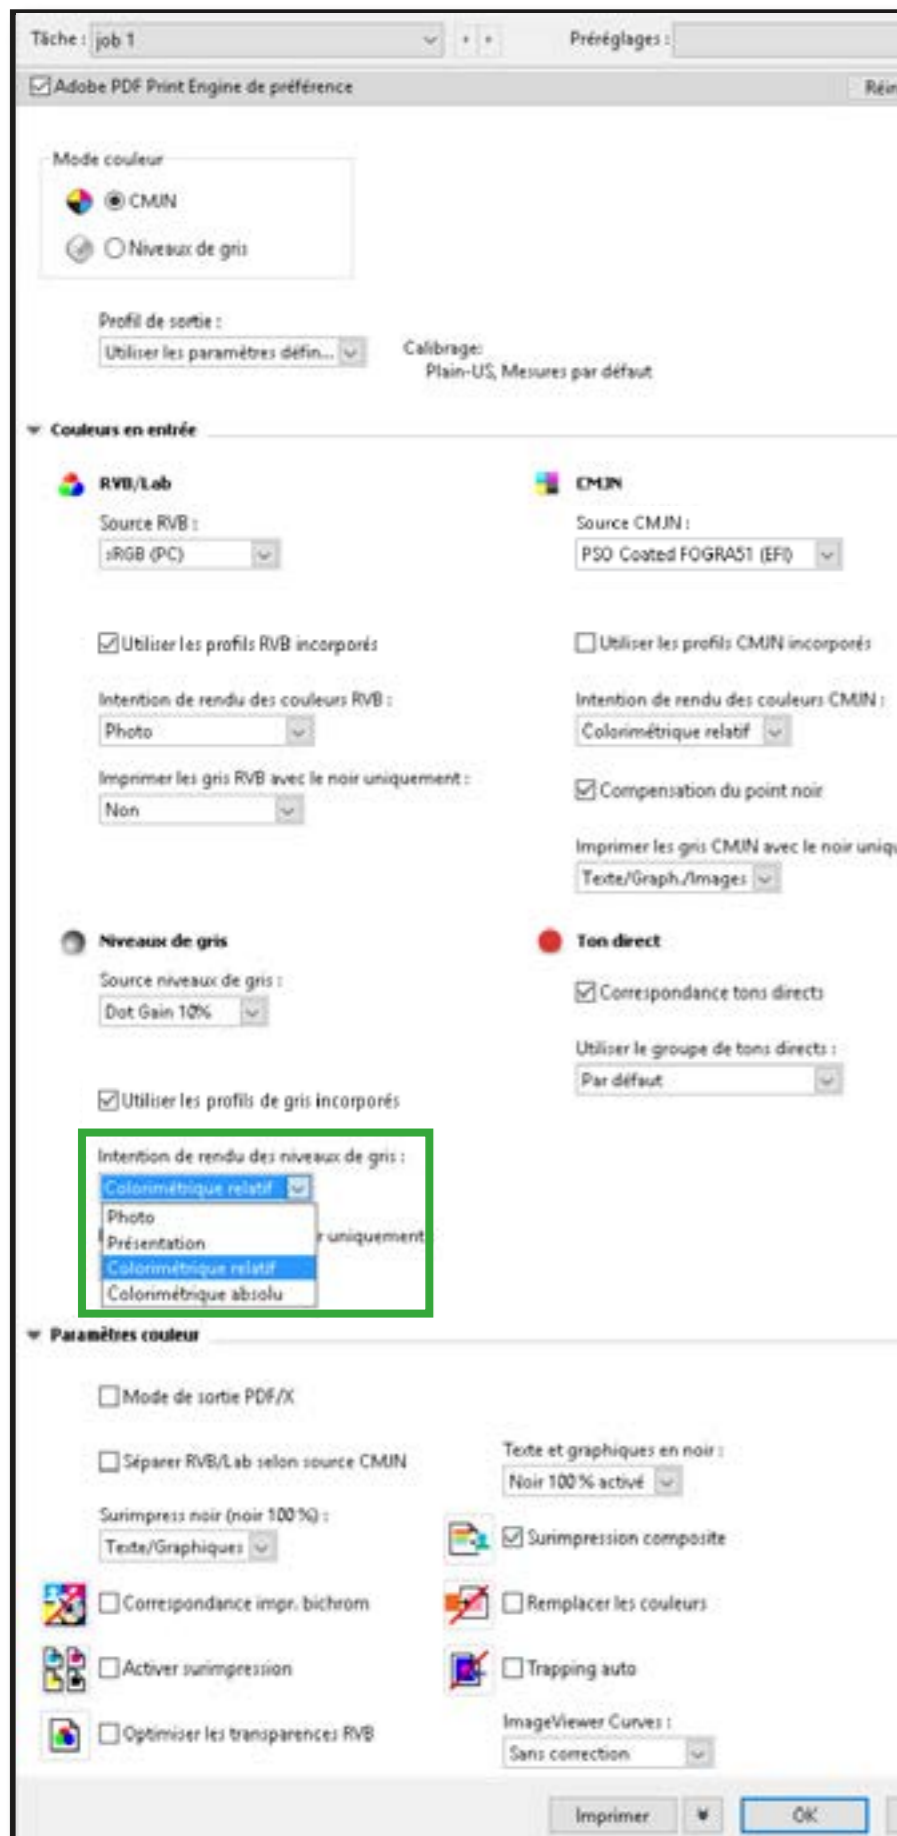 Tâche : job 1 Préréglages :
Adobe PDF Print Engine de préférence
Mode couleur
CMJN
Niveaux de gris
Profil de sortie :
Utiliser les paramètres défin...
Calibrage:
Plain-US, Mesures par défaut
Couleurs en entrée
RVB/Lab
Source RVB :
sRGB (PC)
Utiliser les profils RVB incorporés
Intention de rendu des couleurs RVB :
Photo
Imprimer les gris RVB avec le noir uniquement :
Non
CMJN
Source CMJN :
PSO Coated FOGRA51 (EFI)
Utiliser les profils CMJN incorporés
Intention de rendu des couleurs CMJN :
Colorimétrique relatif
Compensation du point noir
Imprimer les gris CMJN avec le noir uniqu
Texte/Graph./Images
Niveaux de gris
Source niveaux de gris :
Dot Gain 10%
Utiliser les profils de gris incorporés
Intention de rendu des niveaux de gris :
Colorimétrique relatif
Photo
Présentation
r uniquement
Colorimétrique relatif
Colorimétrique absolu
Ton direct
Correspondance tons directs
Utiliser le groupe de tons directs :
Par défaut
Paramètres couleur
Mode de sortie PDF/X
Séparer RVB/Lab selon source CMJN
Surimpress noir (noir 100 %) :
Texte/Graphiques
Texte et graphiques en noir :
Noir 100 % activé
Surimpression composite
Correspondance impr. bichrom
Remplacer les couleurs
Activer surimpression
Trapping auto
Optimiser les transparences RVB
ImageViewer Curves :
Sans correction
Imprimer
OK